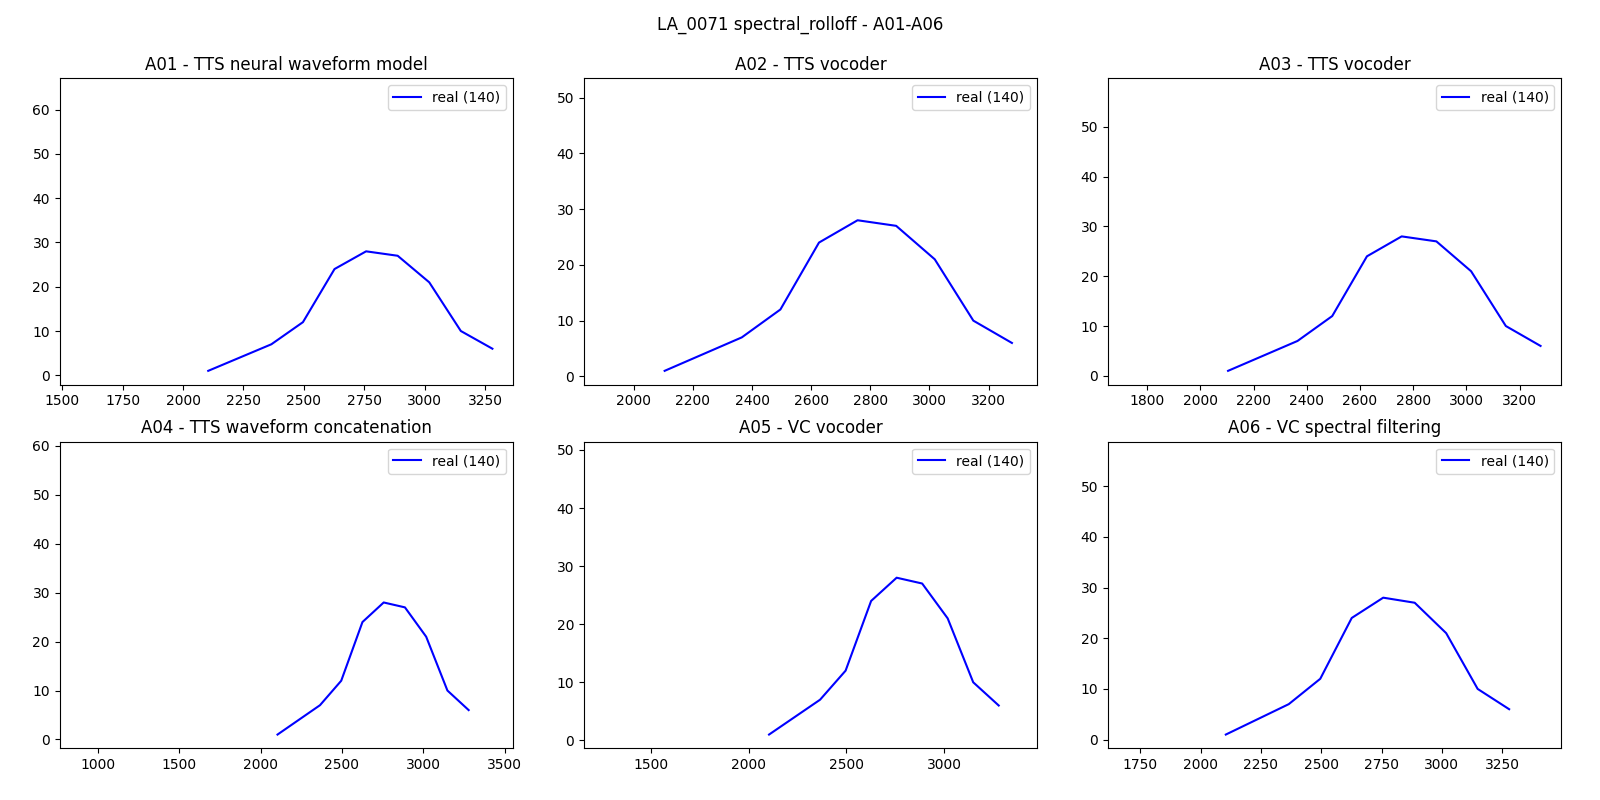 LA_0071 spectral_rolloff - A01-A06
A01 - TTS neural waveform model
real (140)
60
50
40
30
20
10
0
1500 1750 2000 2250 2500 2750 3000 3250
A02 - TTS vocoder
real (140)
50
40
30
20
10
0
2000 2200 2400 2600 2800 3000 3200
A03 - TTS vocoder
real (140)
50
40
30
20
10
0
1800 2000 2200 2400 2600 2800 3000 3200
A04 - TTS waveform concatenation
real (140)
60
50
40
30
20
10
0
1000 1500 2000 2500 3000 3500
A05 - VC vocoder
real (140)
50
40
30
20
10
0
1500 2000 2500 3000
A06 - VC spectral filtering
real (140)
50
40
30
20
10
0
1750 2000 2250 2500 2750 3000 3250